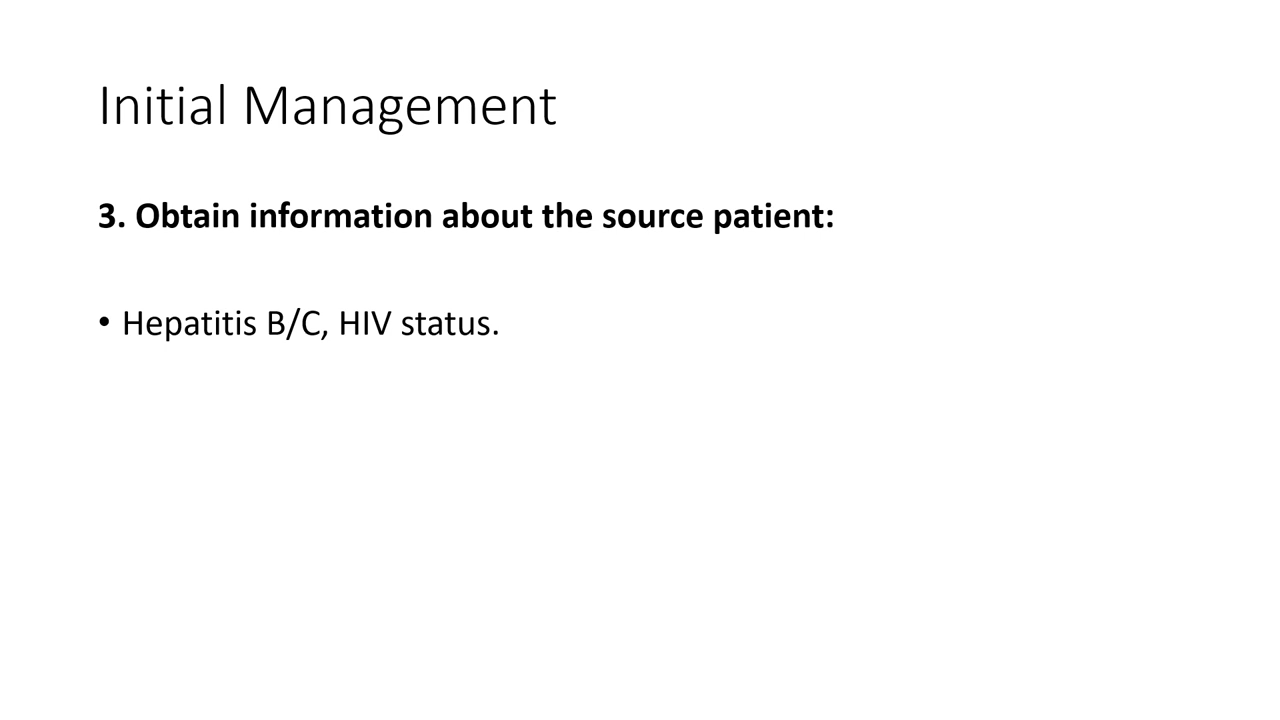 Initial Management
3. Obtain information about the source patient:
• Hepatitis B/C, HIV status.